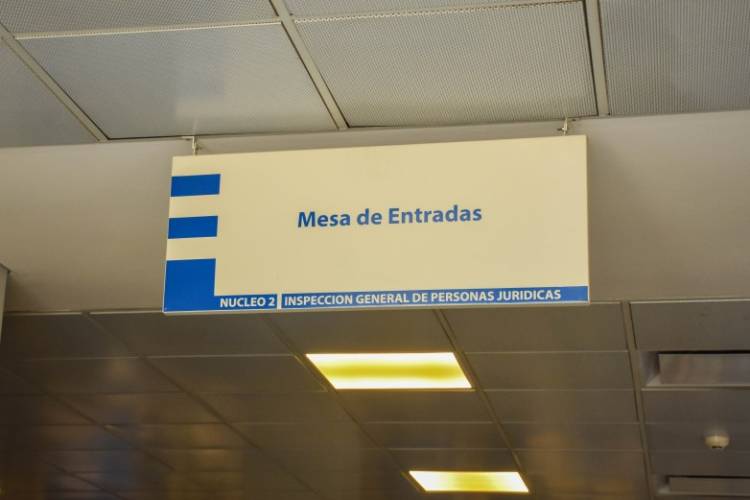 Mesa de Entradas
NUCLEO 2 INSPECCION GENERAL DE PERSONAS JURIDICAS